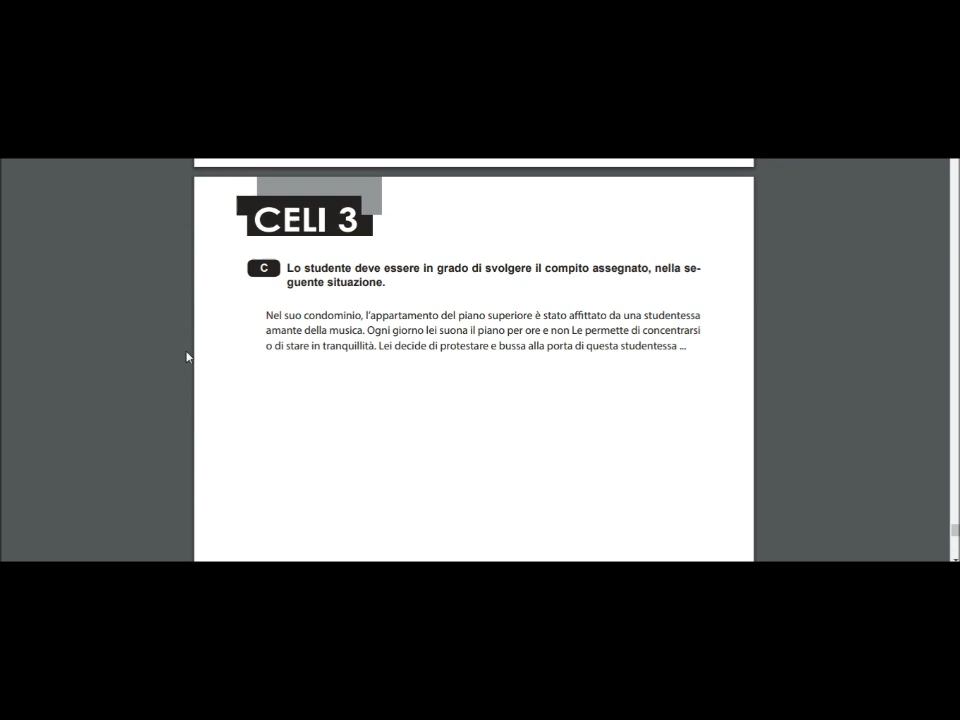 CELI 3
C Lo studente deve essere in grado di svolgere il compito assegnato, nella se-
guente situazione.
Nel suo condominio, l'appartamento del piano superiore è stato affittato da una studentessa
amante della musica. Ogni giorno lei suona il piano per ore e non Le permette di concentrarsi
o di stare in tranquillità. Lei decide di protestare e bussa alla porta di questa studentessa ...